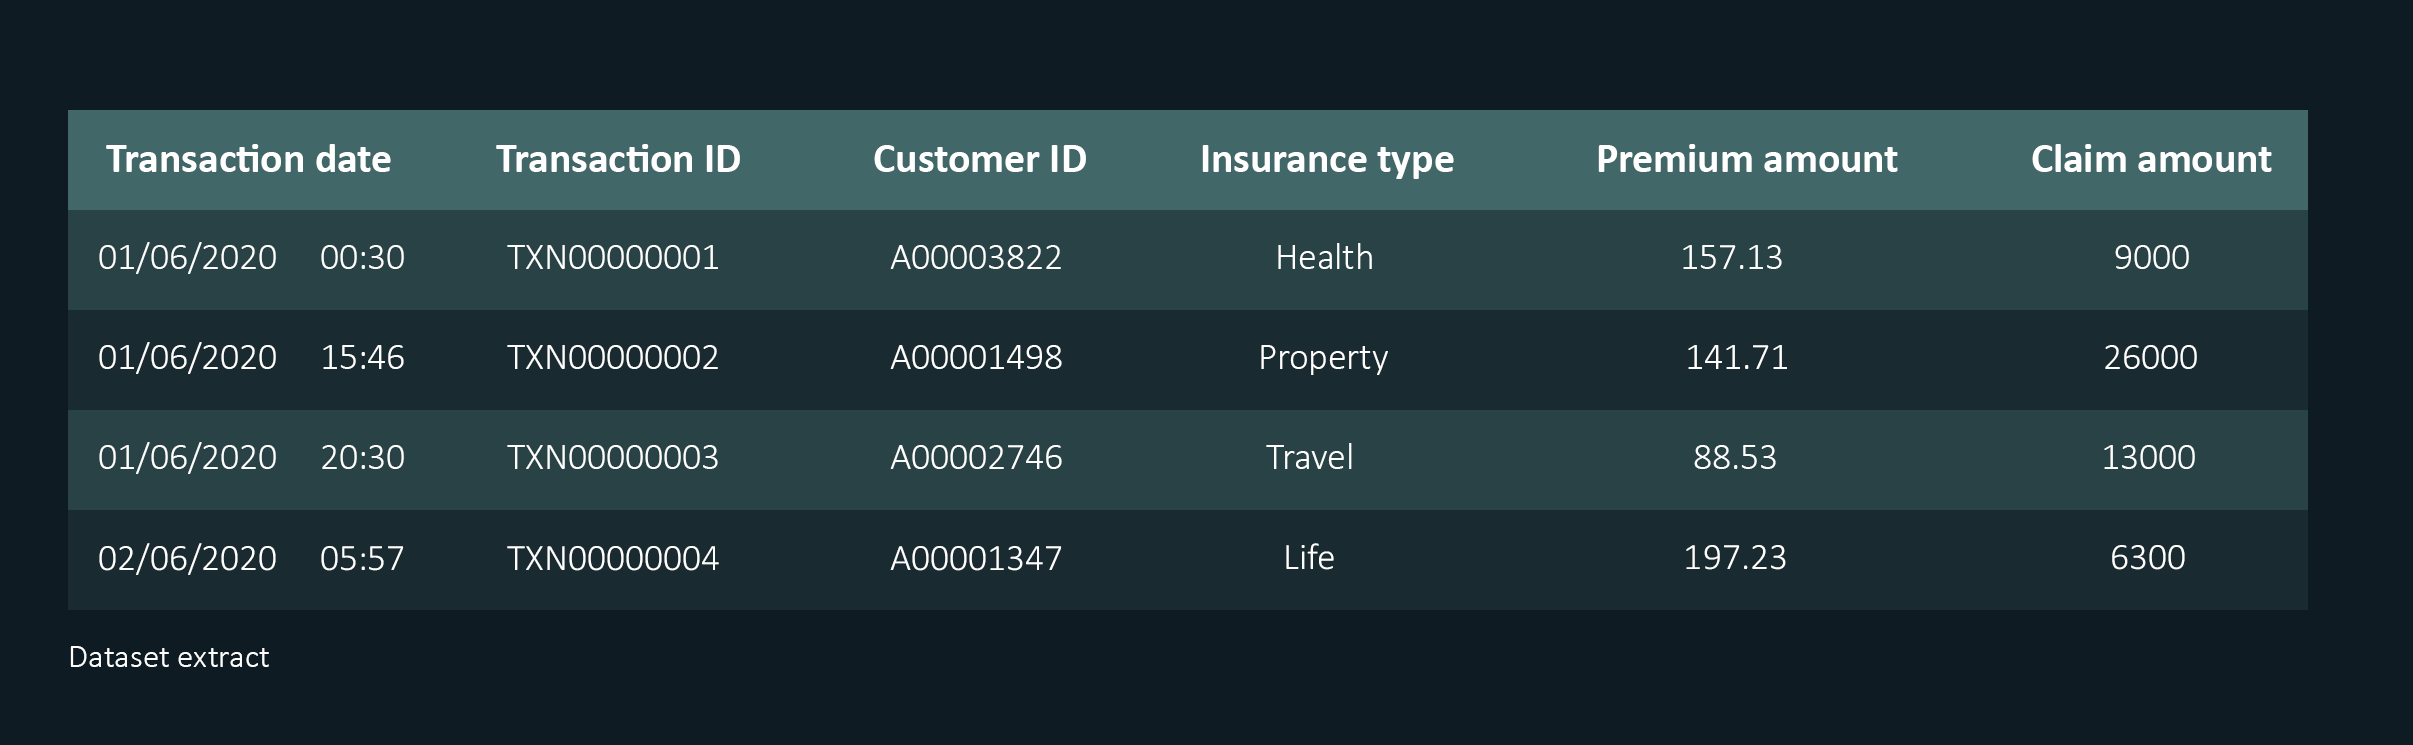 Transaction date Transaction ID Customer ID Insurance type Premium amount Claim amount
01/06/2020 00:30 TXN00000001 A00003822 Health 157.13 9000
01/06/2020 15:46 TXN00000002 A00001498 Property 141.71 26000
01/06/2020 20:30 TXN00000003 A00002746 Travel 88.53 13000
02/06/2020 05:57 TXN00000004 A00001347 Life 197.23 6300
Dataset extract